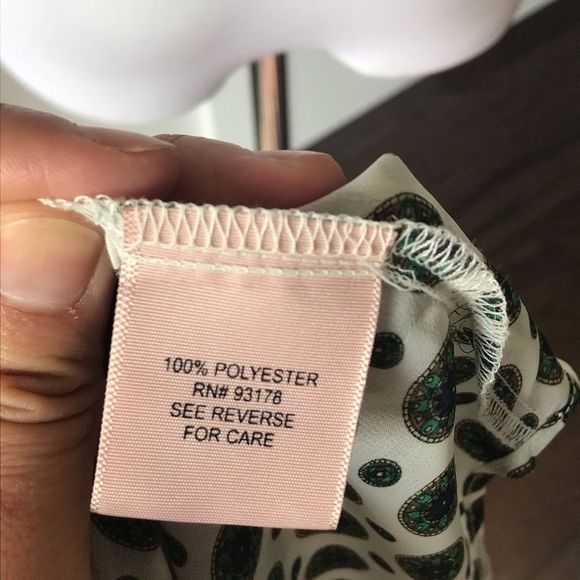 100% POLYESTER
RN# 93178
SEE REVERSE
FOR CARE